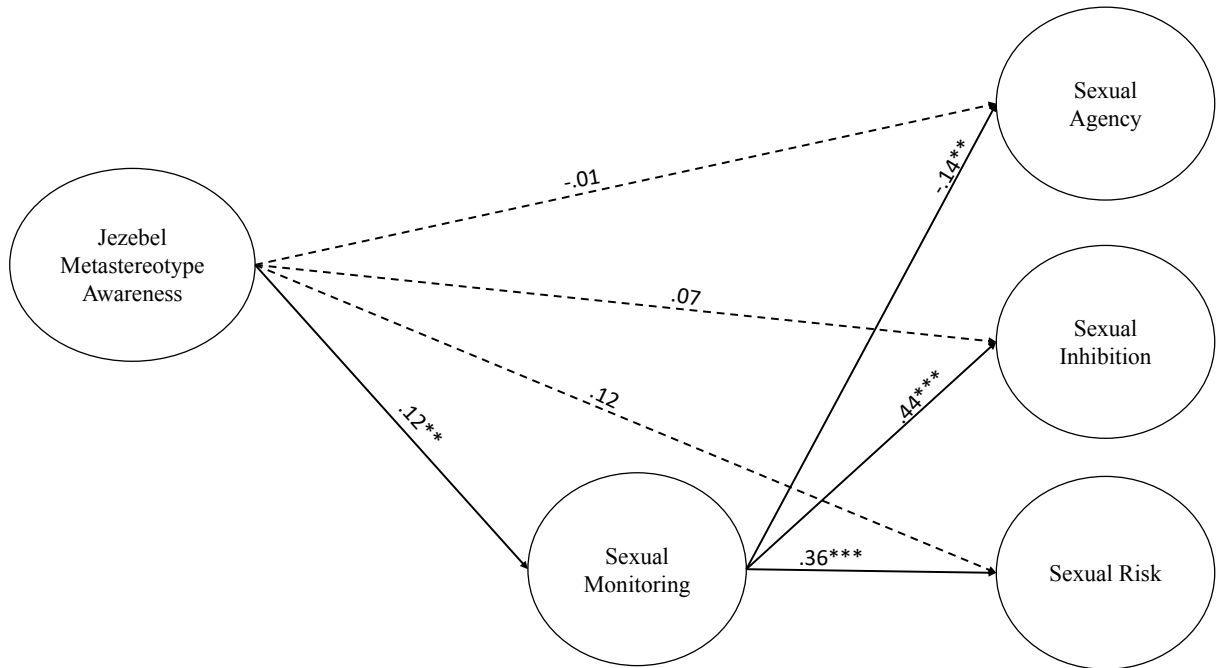 Sexual
Agency
-.01
-.14**
Jezebel
Metastereotype
Awareness
.07
Sexual
Inhibition
.12
.44***
.12**
Sexual
Monitoring
.36***
Sexual Risk